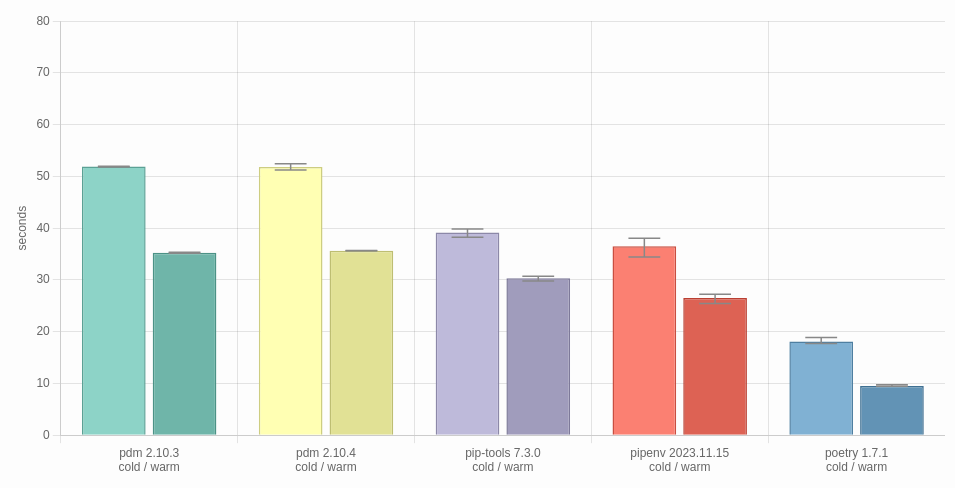 80
70
60
50
40
30
20
10
0
seconds
pdm 2.10.3
cold / warm
pdm 2.10.4
cold / warm
pip-tools 7.3.0
cold / warm
pipenv 2023.11.15
cold / warm
poetry 1.7.1
cold / warm